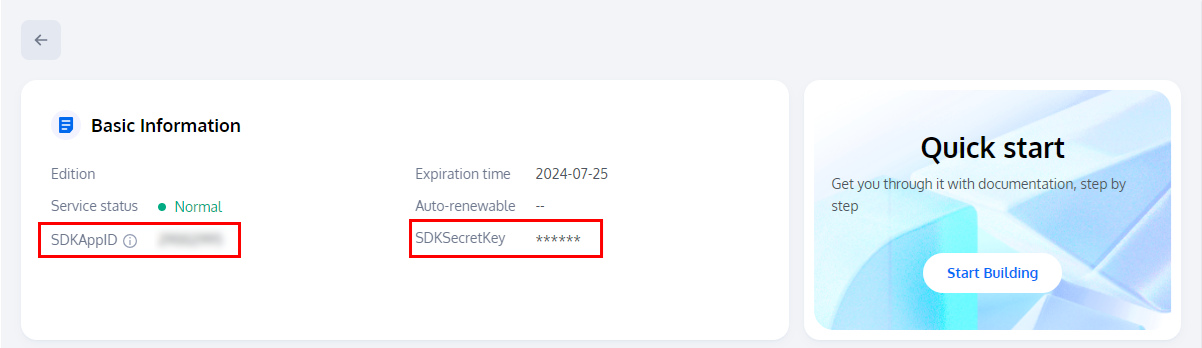 Basic Information
Edition
Expiration time 2024-07-25
Service status Normal
Auto-renewable --
SDKAppID
SDKSecretKey ******
Quick start
Get you through it with documentation, step by
step
Start Building